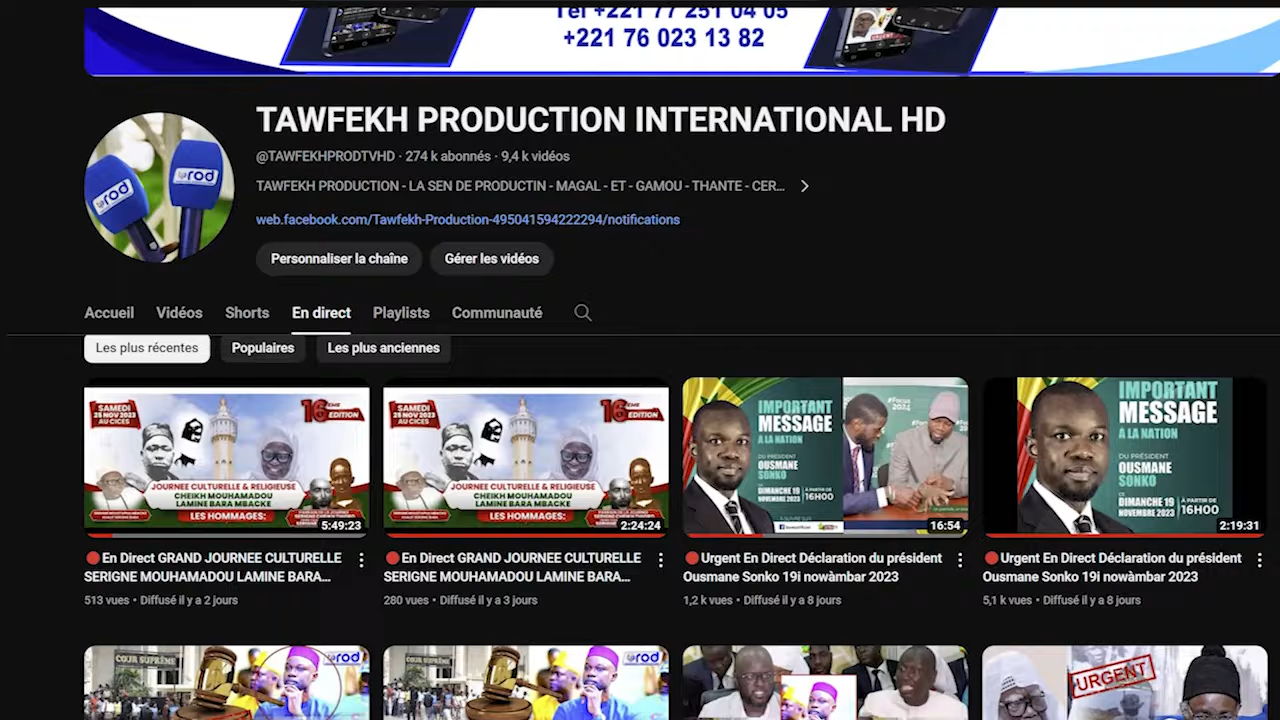 Tel +221 77 251 04 05
+221 76 023 13 82
TAWFEKH PRODUCTION INTERNATIONAL HD
@TAWFEKHPRODTVHD · 274 k abonnés · 9,4 k vidéos
TAWFEKH PRODUCTION - LA SEN DE PRODUCTIN - MAGAL - ET - GAMOU - THANTE - CER...
web.facebook.com/Tawfekh-Production-495041594222294/notifications
Personnaliser la chaîne
Gérer les vidéos
Accueil Vidéos Shorts En direct Playlists Communauté
Les plus récentes Populaires Les plus anciennes
SAMEDI
25 NOV 2023
AU CICES
16EME
EDITION
JOURNEE CULTURELLE & RELIGIEUSE
CHEIKH MOUHAMADOU
LAMINE BARA MBACKE
LES HOMMAGES:
5:49:23
SAMEDI
25 NOV 2023
AU CICES
16EME
EDITION
JOURNEE CULTURELLE & RELIGIEUSE
CHEIKH MOUHAMADOU
LAMINE BARA MBACKE
LES HOMMAGES:
2:24:24
IMPORTANT
MESSAGE
A LA NATION
DU PRÉSIDENT
OUSMANE
SONKO
CE
DIMANCHE 19
NOVEMBRE 2023
À PARTIR DE
16H00
#Focus
2024
16:54
IMPORTANT
MESSAGE
A LA NATION
DU PRÉSIDENT
OUSMANE
SONKO
CE
DIMANCHE 19
NOVEMBRE 2023
À PARTIR DE
16H00
2:19:31
En Direct GRAND JOURNEE CULTURELLE
SERIGNE MOUHAMADOU LAMINE BARA...
513 vues • Diffusé il y a 2 jours
En Direct GRAND JOURNEE CULTURELLE
SERIGNE MOUHAMADOU LAMINE BARA...
280 vues • Diffusé il y a 3 jours
Urgent En Direct Déclaration du président
Ousmane Sonko 19i nowàmbar 2023
1,2 k vues • Diffusé il y a 8 jours
Urgent En Direct Déclaration du président
Ousmane Sonko 19i nowàmbar 2023
5,1 k vues • Diffusé il y a 8 jours
COUR SUPRÊME
rod
COUR SUPRÊME
rod
URGENT